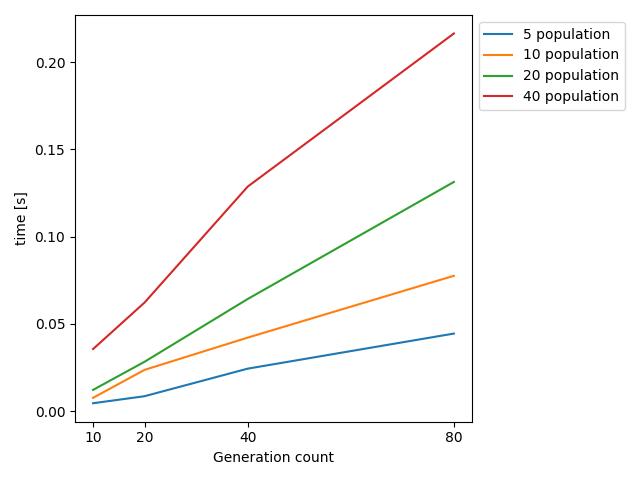 5 population
10 population
20 population
40 population
0.20
0.15
0.10
0.05
0.00
time [s]
10 20 40 80
Generation count